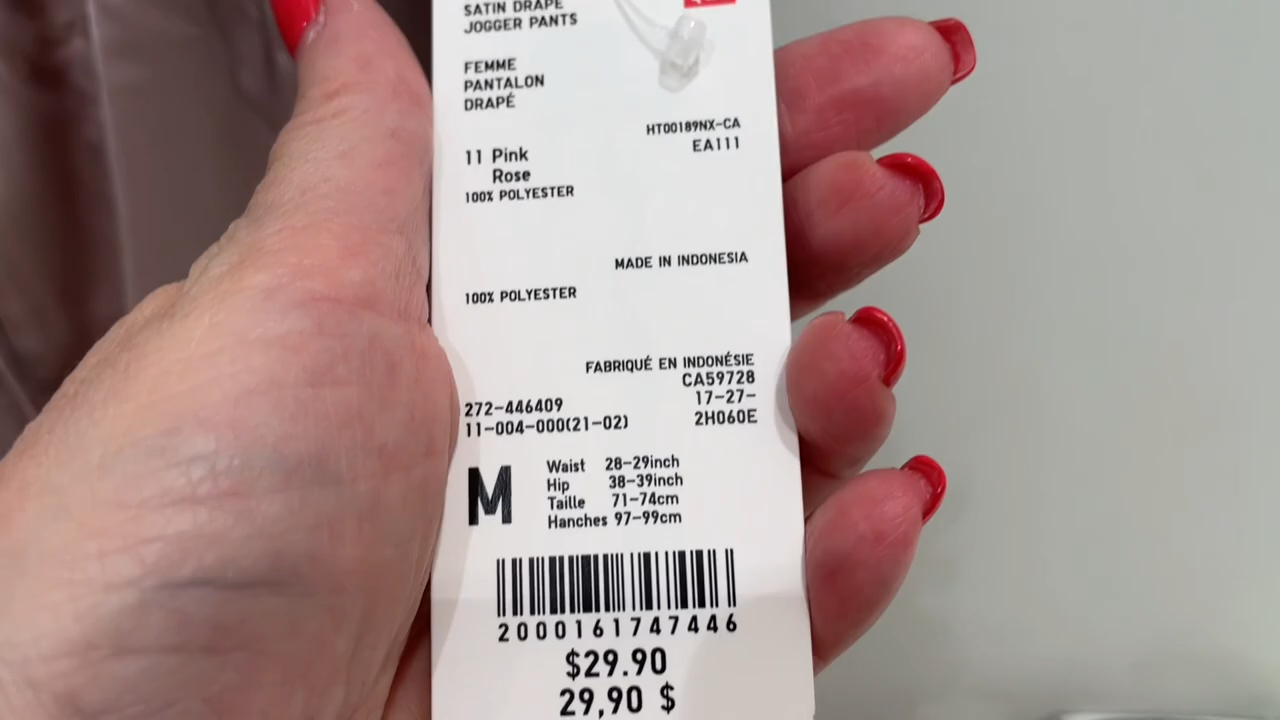 SATIN DRAPE
JOGGER PANTS
FEMME
PANTALON
DRAPÉ
HT00189NX-CA
EA111
11 Pink
Rose
100% POLYESTER
MADE IN INDONESIA
100% POLYESTER
FABRIQUÉ EN INDONÉSIE
CA59728
272-446409 17-27-
11-004-000(21-02) 2H060E
M
Waist 28-29inch
Hip 38-39inch
Taille 71-74cm
Hanches 97-99cm
2000161747446
$29.90
29,90 $